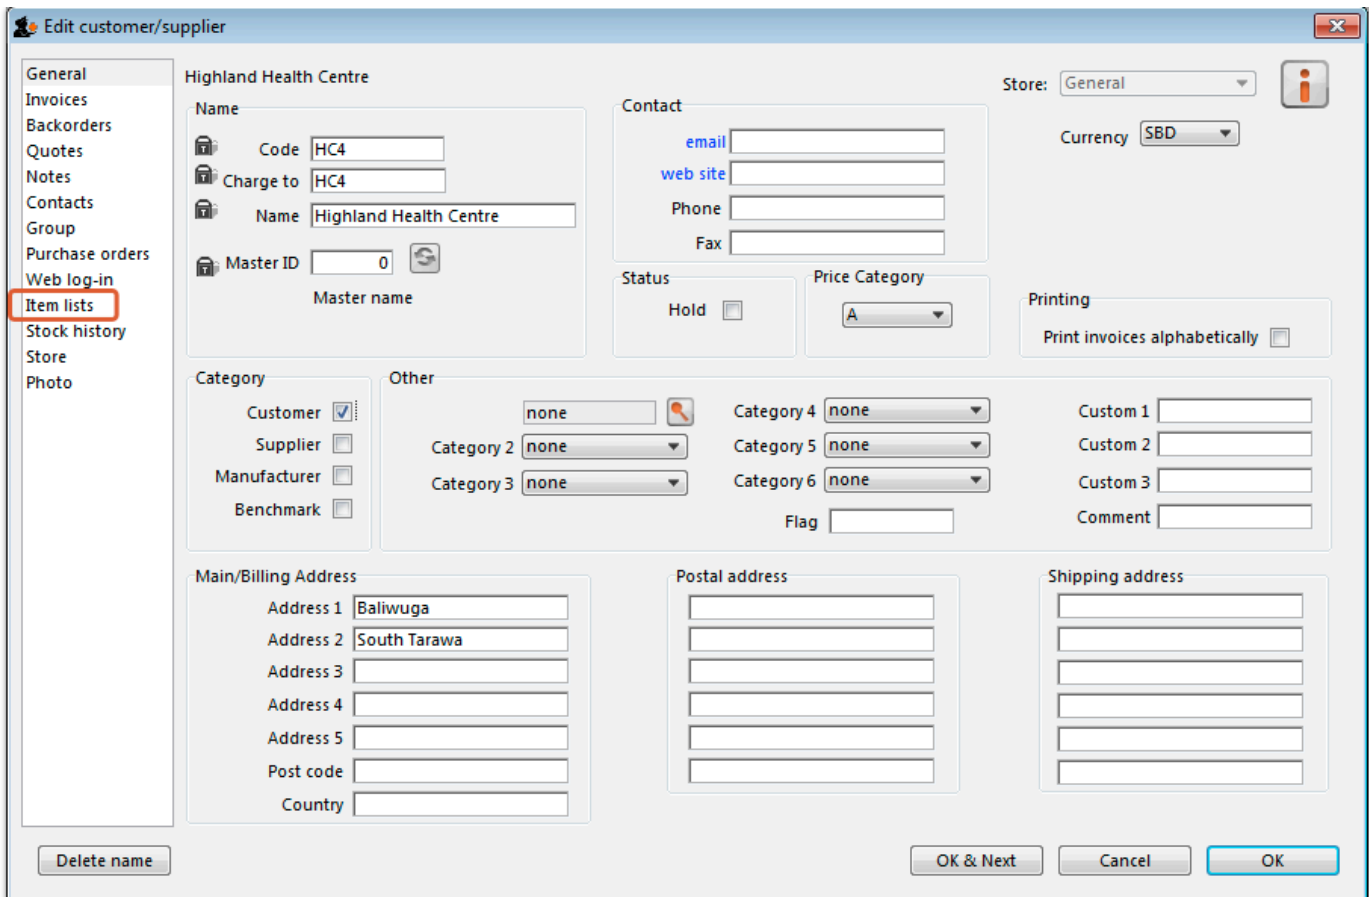 Edit customer/supplier
General
Invoices
Backorders
Quotes
Notes
Contacts
Group
Purchase orders
Web log-in
Item lists
Stock history
Store
Photo
Highland Health Centre
Store: General
Currency SBD
Name
Code HC4
Charge to HC4
Name Highland Health Centre
Master ID 0
Master name
Contact
email
web site
Phone
Fax
Status
Hold
Price Category
A
Printing
Print invoices alphabetically
Category
Customer
Supplier
Manufacturer
Benchmark
Other
none
Category 2 none
Category 3 none
Category 4 none
Category 5 none
Category 6 none
Flag
Custom 1
Custom 2
Custom 3
Comment
Main/Billing Address
Address 1 Baliwuga
Address 2 South Tarawa
Address 3
Address 4
Address 5
Post code
Country
Postal address
Shipping address
Delete name
OK & Next
Cancel
OK